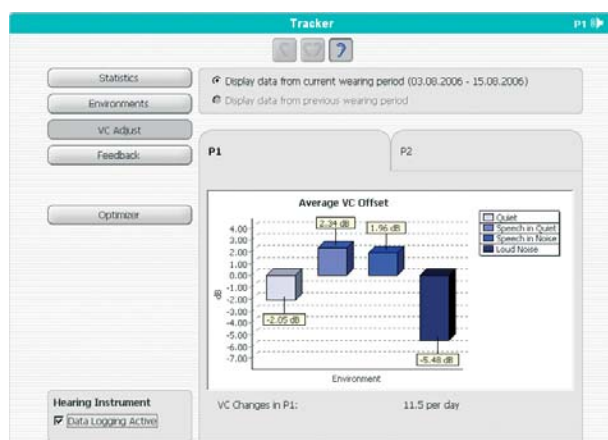 Tracker
P1
Statistics
Environments
VC Adjust
Feedback
Optimizer
Display data from current wearing period (03.08.2006 - 15.08.2006)
Display data from previous wearing period
P1
P2
Average VC Offset
4.00
3.00
2.00
1.00
0.00
-1.00
-2.00
-3.00
-4.00
-5.00
-6.00
-7.00
dB
-2.05 dB
2.34 dB
1.96 dB
-5.48 dB
Environment
Quiet
Speech in Quiet
Speech in Noise
Loud Noise
VC Changes in P1: 11.5 per day
Hearing Instrument
Data Logging Active